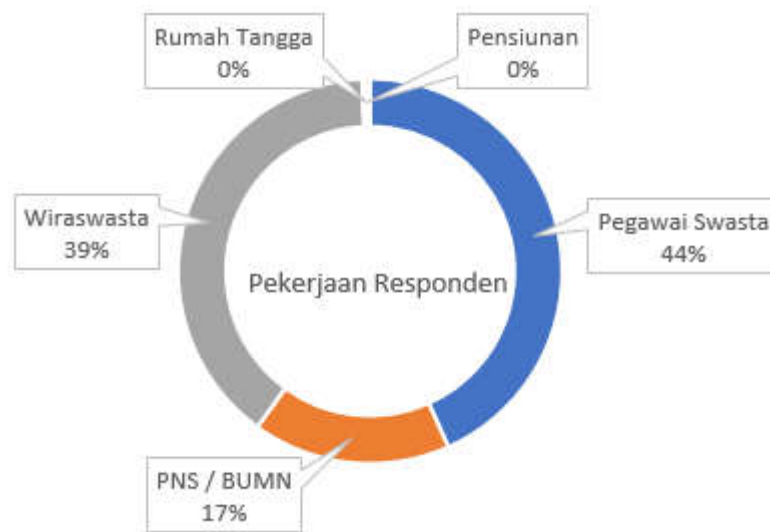 Rumah Tangga
0%
Pensiunan
0%
Wiraswasta
39%
Pegawai Swasta
44%
Pekerjaan Responden
PNS / BUMN
17%